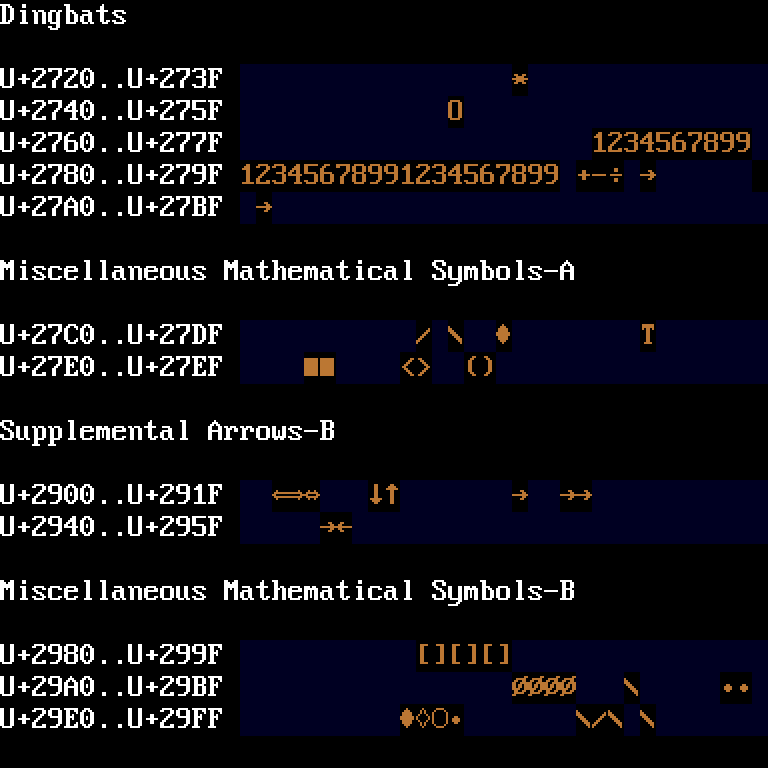 Dingbats
U+2720..U+273F *
U+2740..U+275F O
U+2760..U+277F 1234567899
U+2780..U+279F 12345678991234567899 +−÷ →
U+27A0..U+27BF →
Miscellaneous Mathematical Symbols-A
U+27C0..U+27DF ⁄ \ ♦ T
U+27E0..U+27EF ■■ <> ()
Supplemental Arrows-B
U+2900..U+291F ⇐⇒⇔ ↓↑ → →→
U+2940..U+295F →←
Miscellaneous Mathematical Symbols-B
U+2980..U+299F [][][]
U+29A0..U+29BF ØØØØ \ ••
U+29E0..U+29FF ♦◊○• \⁄\ \